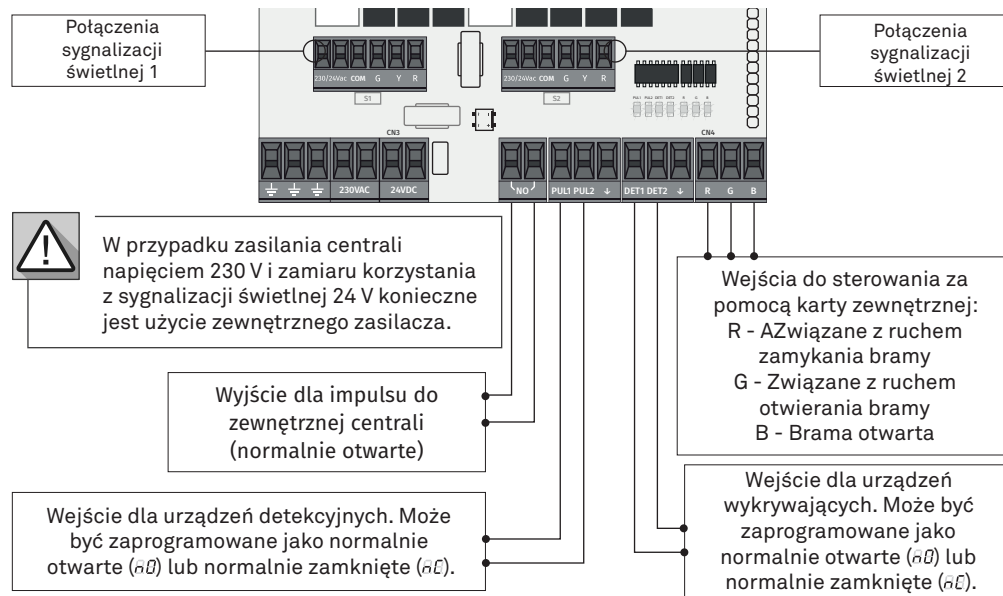 Połączenia
sygnalizacji
świetlnej 1
Połączenia
sygnalizacji
świetlnej 2
230/24Vac COM G Y R
S1
230/24Vac COM G Y R
S2
PUL1 PUL2 DET1 DET2 R G B
CN3
CN4
230VAC 24VDC NO PUL1 PUL2 ↓ DET1 DET2 ↓ R G B
W przypadku zasilania centrali
napięciem 230 V i zamiaru korzystania
z sygnalizacji świetlnej 24 V konieczne
jest użycie zewnętrznego zasilacza.
Wejścia do sterowania za
pomocą karty zewnętrznej:
R - AZwiązane z ruchem
zamykania bramy
G - Związane z ruchem
otwierania bramy
B - Brama otwarta
Wyjście dla impulsu do
zewnętrznej centrali
(normalnie otwarte)
Wejście dla urządzeń detekcyjnych. Może
być zaprogramowane jako normalnie
otwarte (nO) lub normalnie zamknięte (nC).
Wejście dla urządzeń
wykrywających. Może być
zaprogramowane jako
normalnie otwarte (nO) lub
normalnie zamknięte (nC).